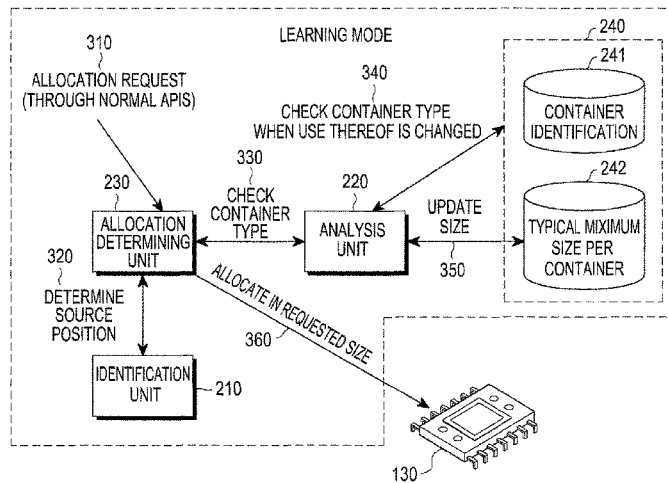 LEARNING MODE
310
ALLOCATION REQUEST
(THROUGH NORMAL APIS)
340
CHECK CONTAINER TYPE
WHEN USE THEREOF IS CHANGED
240
241
CONTAINER
IDENTIFICATION
330
CHECK
CONTAINER
TYPE
230
ALLOCATION
DETERMINING
UNIT
220
ANALYSIS
UNIT
UPDATE
SIZE
350
242
TYPICAL MIXIMUM
SIZE PER
CONTAINER
320
DETERMINE
SOURCE
POSITION
ALLOCATE IN REQUESTED SIZE
360
IDENTIFICATION
UNIT
210
130